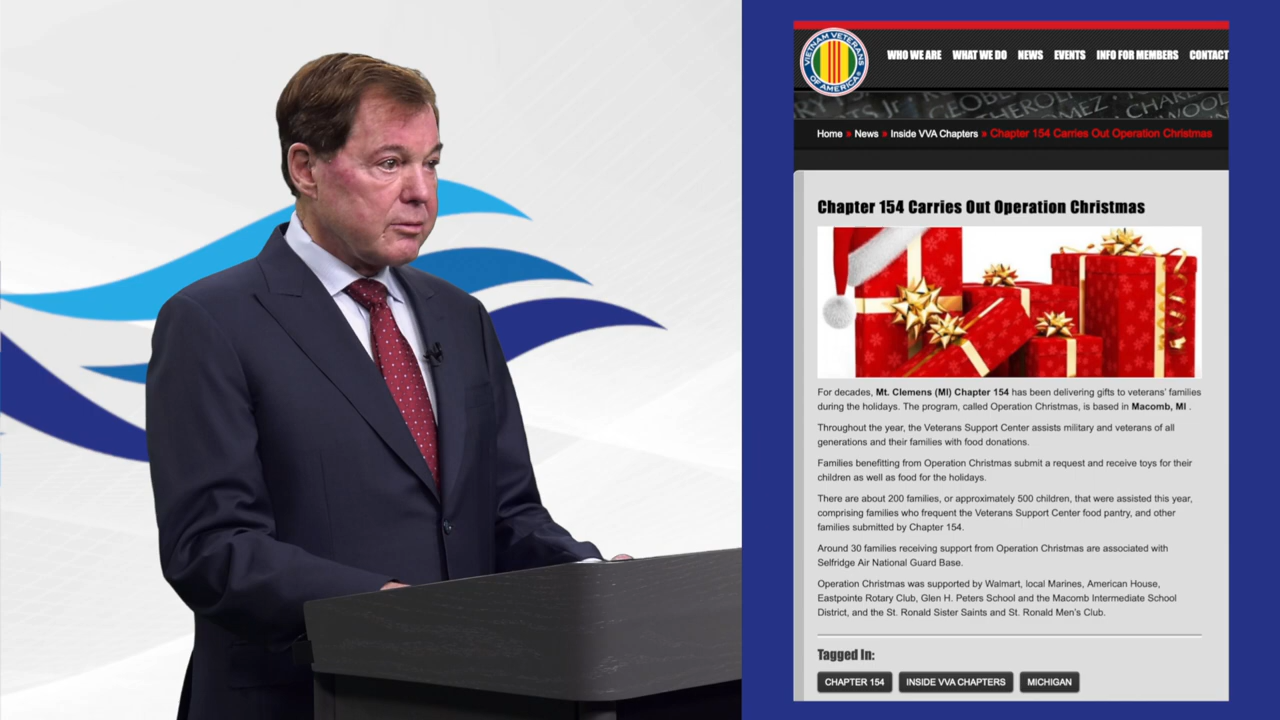 VIETNAM VETERANS
OF AMERICA
WHO WE ARE WHAT WE DO NEWS EVENTS INFO FOR MEMBERS CONTACT
Home » News » Inside VVA Chapters » Chapter 154 Carries Out Operation Christmas
Chapter 154 Carries Out Operation Christmas
For decades, Mt. Clemens (MI) Chapter 154 has been delivering gifts to veterans' families
during the holidays. The program, called Operation Christmas, is based in Macomb, MI .
Throughout the year, the Veterans Support Center assists military and veterans of all
generations and their families with food donations.
Families benefitting from Operation Christmas submit a request and receive toys for their
children as well as food for the holidays.
There are about 200 families, or approximately 500 children, that were assisted this year,
comprising families who frequent the Veterans Support Center food pantry, and other
families submitted by Chapter 154.
Around 30 families receiving support from Operation Christmas are associated with
Selfridge Air National Guard Base.
Operation Christmas was supported by Walmart, local Marines, American House,
Eastpointe Rotary Club, Glen H. Peters School and the Macomb Intermediate School
District, and the St. Ronald Sister Saints and St. Ronald Men's Club.
Tagged In:
CHAPTER 154 INSIDE VVA CHAPTERS MICHIGAN